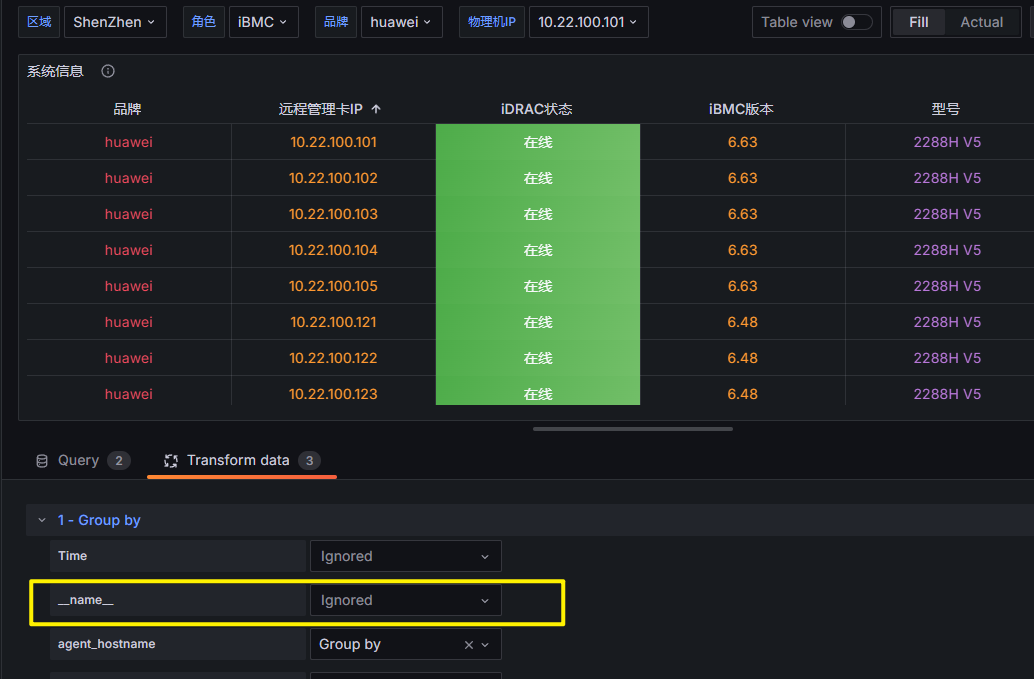 区域 ShenZhen 角色 iBMC 品牌 huawei 物理机IP 10.22.100.101 Table view Fill Actual
系统信息
品牌 远程管理卡IP iDRAC状态 iBMC版本 型号
huawei 10.22.100.101 在线 6.63 2288H V5
huawei 10.22.100.102 在线 6.63 2288H V5
huawei 10.22.100.103 在线 6.63 2288H V5
huawei 10.22.100.104 在线 6.63 2288H V5
huawei 10.22.100.105 在线 6.63 2288H V5
huawei 10.22.100.121 在线 6.48 2288H V5
huawei 10.22.100.122 在线 6.48 2288H V5
huawei 10.22.100.123 在线 6.48 2288H V5
Query 2 Transform data 3
1 - Group by
Time Ignored
__name__ Ignored
agent_hostname Group by